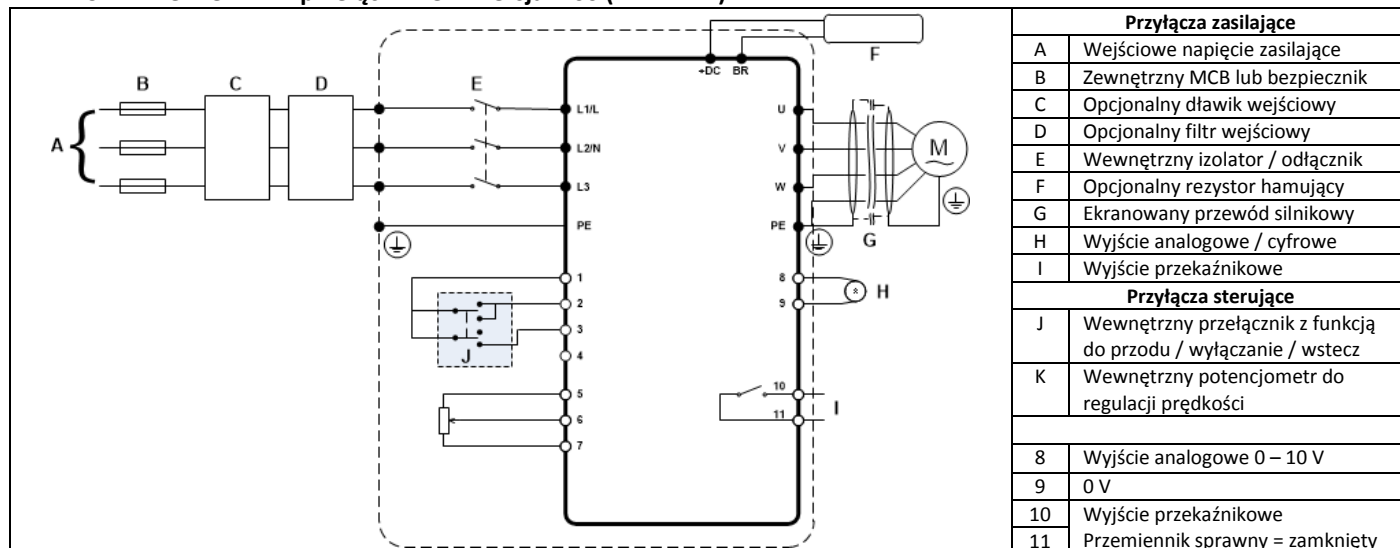 F
+DC BR
B C D E
A
L1/L
L2/N
L3
PE
U
V
W
PE
M
G
1
2
3
4
5
6
7
J
8
9
H
10
11
I
Przyłącza zasilające
A Wejściowe napięcie zasilające
B Zewnętrzny MCB lub bezpiecznik
C Opcjonalny dławik wejściowy
D Opcjonalny filtr wejściowy
E Wewnętrzny izolator / odłącznik
F Opcjonalny rezystor hamujący
G Ekranowany przewód silnikowy
H Wyjście analogowe / cyfrowe
I Wyjście przekaźnikowe
Przyłącza sterujące
J Wewnętrzny przełącznik z funkcją
do przodu / wyłączanie / wstecz
K Wewnętrzny potencjometr do
regulacji prędkości
8 Wyjście analogowe 0 – 10 V
9 0 V
10 Wyjście przekaźnikowe
11 Przemiennik sprawny = zamknięty